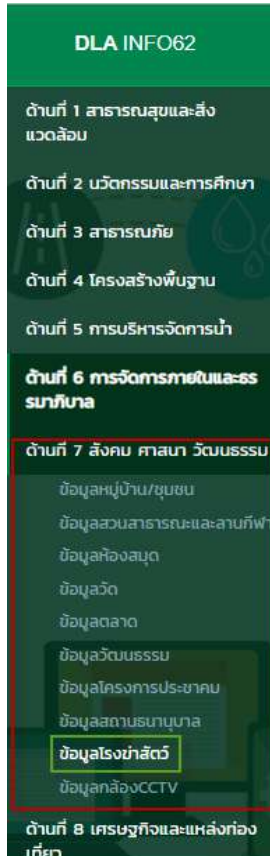 DLA INFO62
ด้านที่ 1 สาธารณสุขและสิ่ง
แวดล้อม
ด้านที่ 2 นวัตกรรมและการศึกษา
ด้านที่ 3 สาธารณภัย
ด้านที่ 4 โครงสร้างพื้นฐาน
ด้านที่ 5 การบริหารจัดการน้ำ
ด้านที่ 6 การจัดการภายในและธร
รมาภิบาล
ด้านที่ 7 สังคม ศาสนา วัฒนธรรม
ข้อมูลหมู่บ้าน/ชุมชน
ข้อมูลสวนสาธารณะและลานกีฬา
ข้อมูลห้องสมุด
ข้อมูลวัด
ข้อมูลตลาด
ข้อมูลวัฒนธรรม
ข้อมูลโครงการประชาคม
ข้อมูลสถานธนานุบาล
ข้อมูลโรงฆ่าสัตว์
ข้อมูลกล้องCCTV
ด้านที่ 8 เศรษฐกิจและแหล่งท่อง
เที่ยว